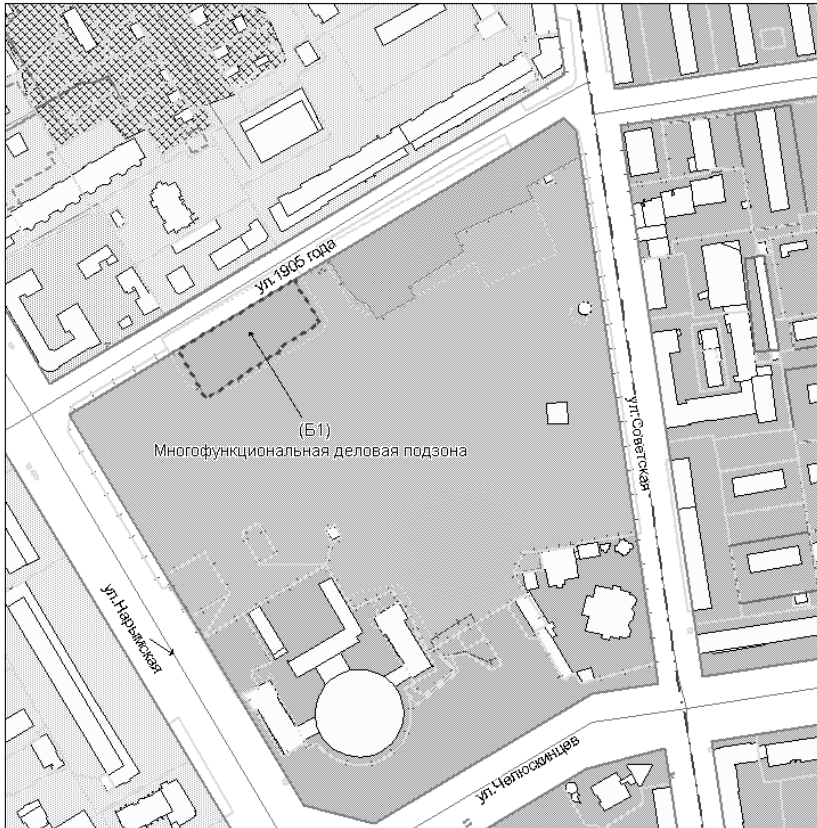 ул.1905 года
(Б1)
Многофункциональная деловая подзона
ул.Советская
ул.Нарымская
ул.Челюскинцев